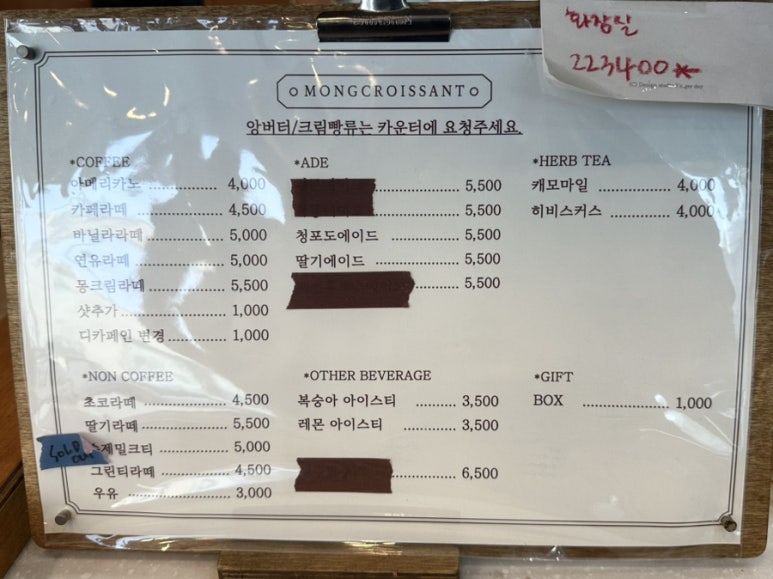 화장실
223400*
MONGCROISSANT
앙버터/크림빵류는 카운터에 요청주세요.
*COFFEE
아메리카노 4,000
카페라떼 4,500
바닐라라떼 5,000
연유라떼 5,000
몽크림라떼 5,500
샷추가 1,000
디카페인 변경 1,000
*ADE
5,500
5,500
청포도에이드 5,500
딸기에이드 5,500
5,500
*HERB TEA
캐모마일 4,000
히비스커스 4,000
*NON COFFEE
초코라떼 4,500
딸기라떼 5,500
SOLD OUT
제밀크티 5,000
그린티라떼 4,500
우유 3,000
*OTHER BEVERAGE
복숭아 아이스티 3,500
레몬 아이스티 3,500
6,500
*GIFT
BOX 1,000